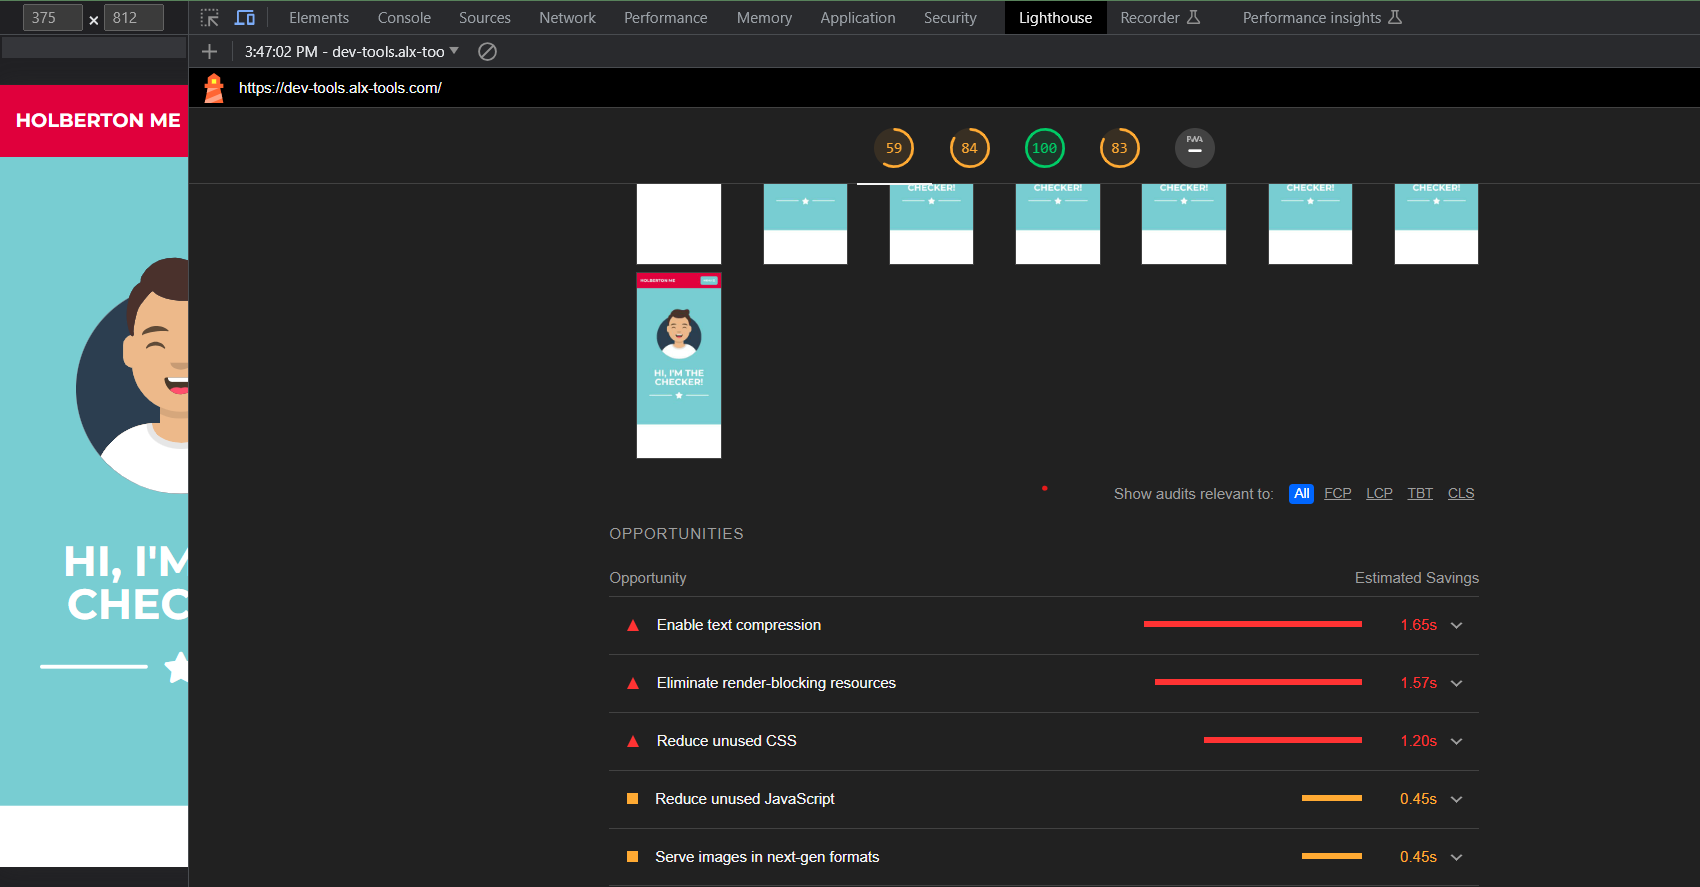 375 × 812
Elements Console Sources Network Performance Memory Application Security Lighthouse Recorder Performance insights
3:47:02 PM - dev-tools.alx-too
https://dev-tools.alx-tools.com/
HOLBERTON ME
59 84 100 83 PWA
CHECKER! CHECKER! CHECKER! CHECKER! CHECKER!
HOLBERTON ME
HI, I'M THE
CHECKER!
HI, I'M
CHEC
Show audits relevant to: All FCP LCP TBT CLS
OPPORTUNITIES
Opportunity Estimated Savings
Enable text compression 1.65s
Eliminate render-blocking resources 1.57s
Reduce unused CSS 1.20s
Reduce unused JavaScript 0.45s
Serve images in next-gen formats 0.45s